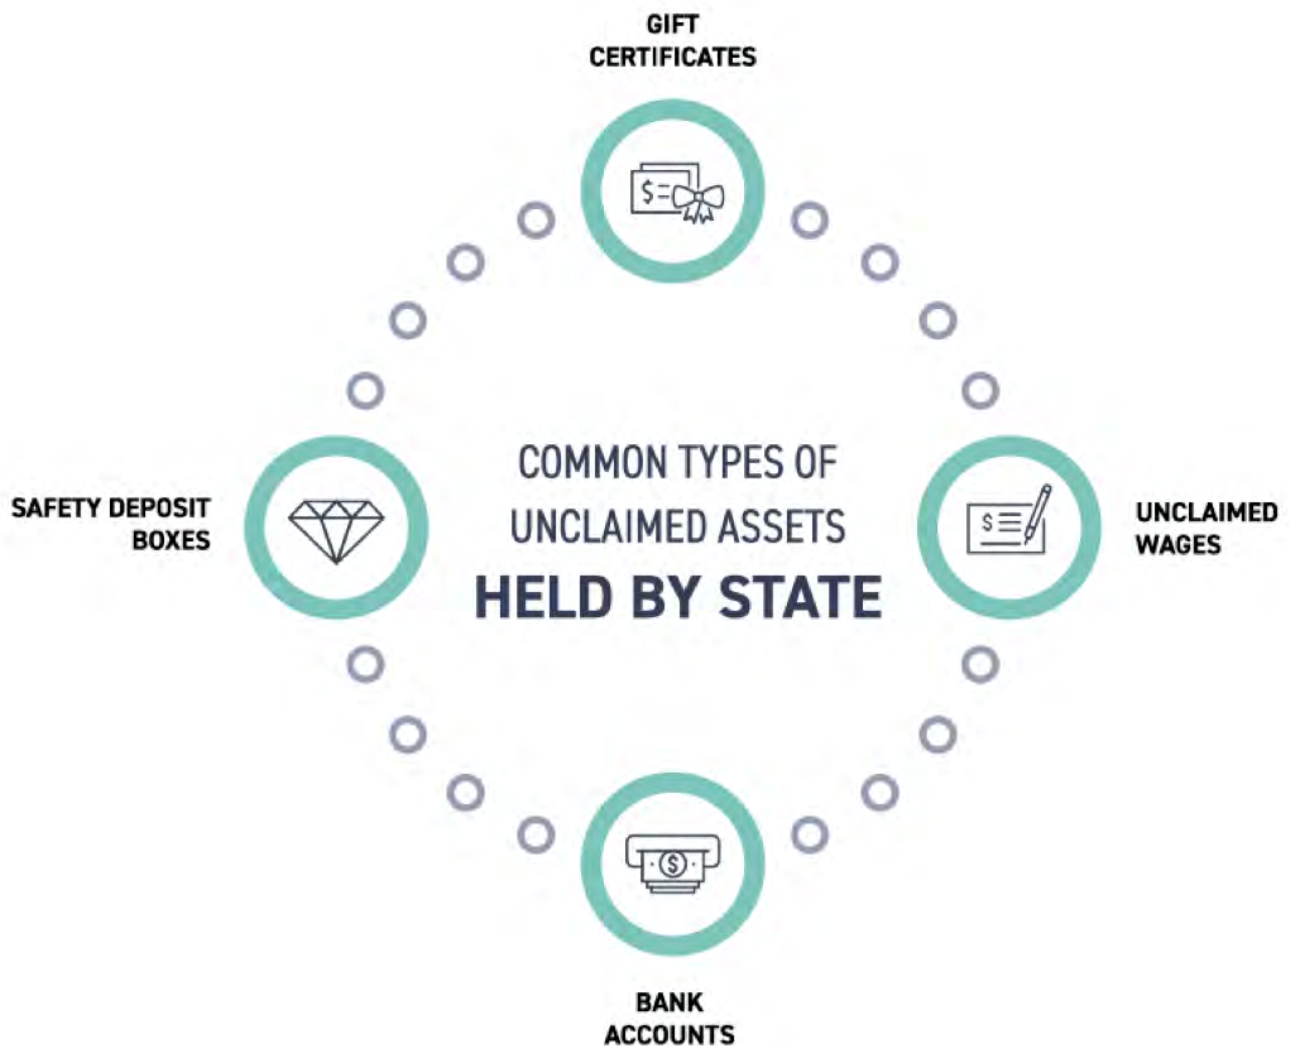 GIFT
CERTIFICATES
$=
SAFETY DEPOSIT
BOXES
COMMON TYPES OF
UNCLAIMED ASSETS
HELD BY STATE
$
UNCLAIMED
WAGES
$
BANK
ACCOUNTS